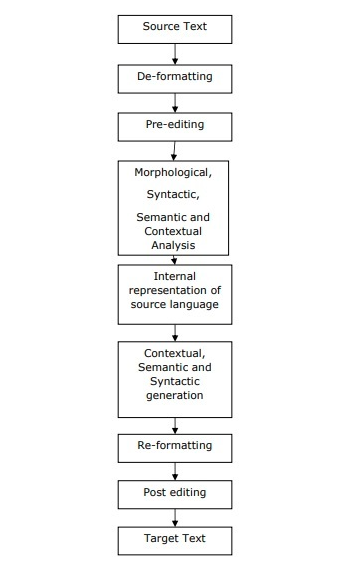 Source Text
De-formatting
Pre-editing
Morphological,
Syntactic,
Semantic and
Contextual
Analysis
Internal
representation of
source language
Contextual,
Semantic and
Syntactic
generation
Re-formatting
Post editing
Target Text